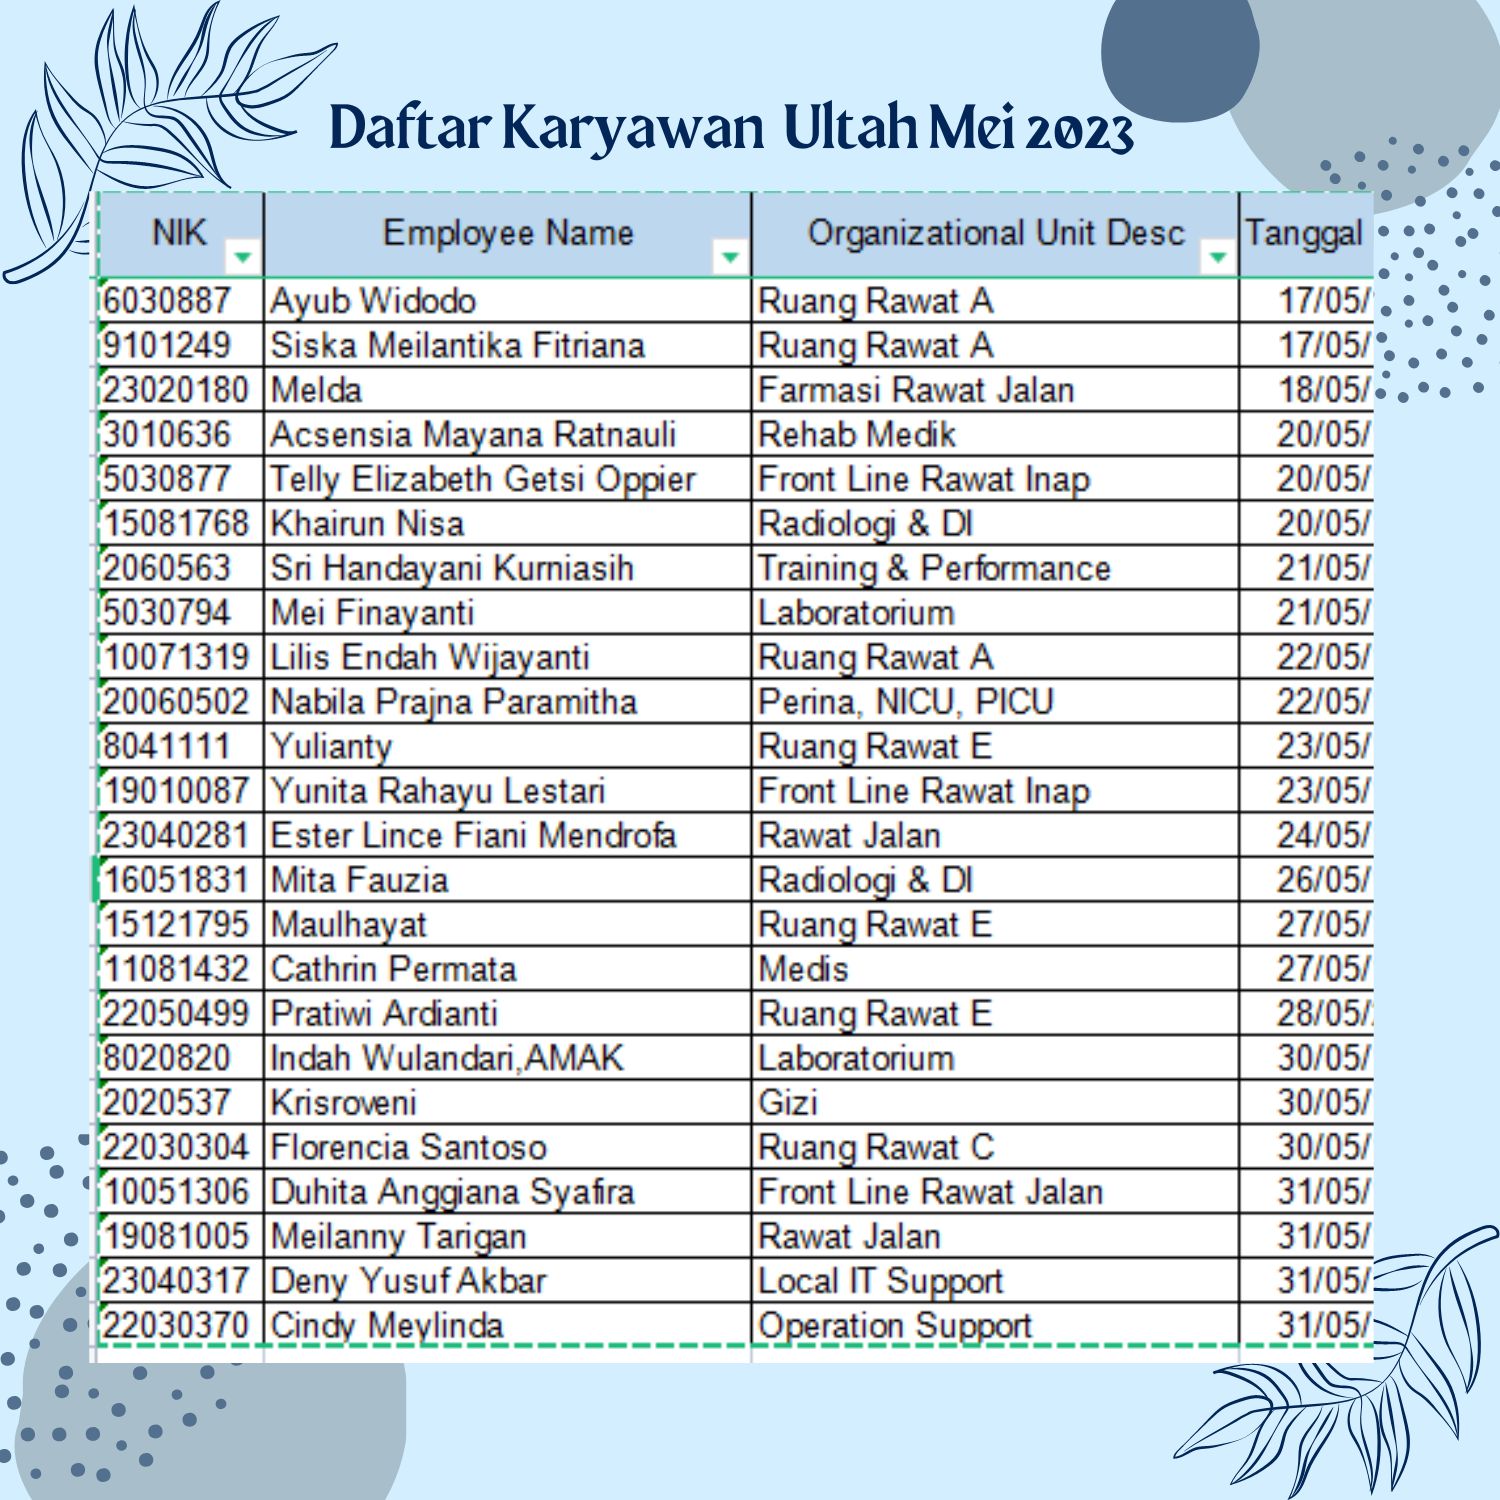 Daftar Karyawan Ultah Mei 2023
NIK Employee Name Organizational Unit Desc Tanggal
6030887 Ayub Widodo Ruang Rawat A 17/05/
9101249 Siska Meilantika Fitriana Ruang Rawat A 17/05/
23020180 Melda Farmasi Rawat Jalan 18/05/
3010636 Acsensia Mayana Ratnauli Rehab Medik 20/05/
5030877 Telly Elizabeth Getsi Oppier Front Line Rawat Inap 20/05/
15081768 Khairun Nisa Radiologi & DI 20/05/
2060563 Sri Handayani Kurniasih Training & Performance 21/05/
5030794 Mei Finayanti Laboratorium 21/05/
10071319 Lilis Endah Wijayanti Ruang Rawat A 22/05/
20060502 Nabila Prajna Paramitha Perina, NICU, PICU 22/05/
8041111 Yulianty Ruang Rawat E 23/05/
19010087 Yunita Rahayu Lestari Front Line Rawat Inap 23/05/
23040281 Ester Lince Fiani Mendrofa Rawat Jalan 24/05/
16051831 Mita Fauzia Radiologi & DI 26/05/
15121795 Maulhayat Ruang Rawat E 27/05/
11081432 Cathrin Permata Medis 27/05/
22050499 Pratiwi Ardianti Ruang Rawat E 28/05/
8020820 Indah Wulandari,AMAK Laboratorium 30/05/
2020537 Krisroveni Gizi 30/05/
22030304 Florencia Santoso Ruang Rawat C 30/05/
10051306 Duhita Anggiana Syafira Front Line Rawat Jalan 31/05/
19081005 Meilanny Tarigan Rawat Jalan 31/05/
23040317 Deny Yusuf Akbar Local IT Support 31/05/
22030370 Cindy Meylinda Operation Support 31/05/